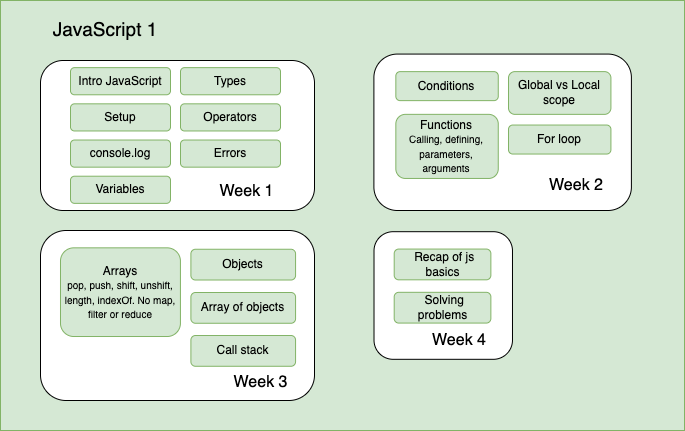 JavaScript 1
Intro JavaScript
Types
Setup
Operators
console.log
Errors
Variables
Week 1
Conditions
Global vs Local
scope
Functions
Calling, defining,
parameters,
arguments
For loop
Week 2
Arrays
pop, push, shift, unshift,
length, indexOf. No map,
filter or reduce
Objects
Array of objects
Call stack
Week 3
Recap of js
basics
Solving
problems
Week 4